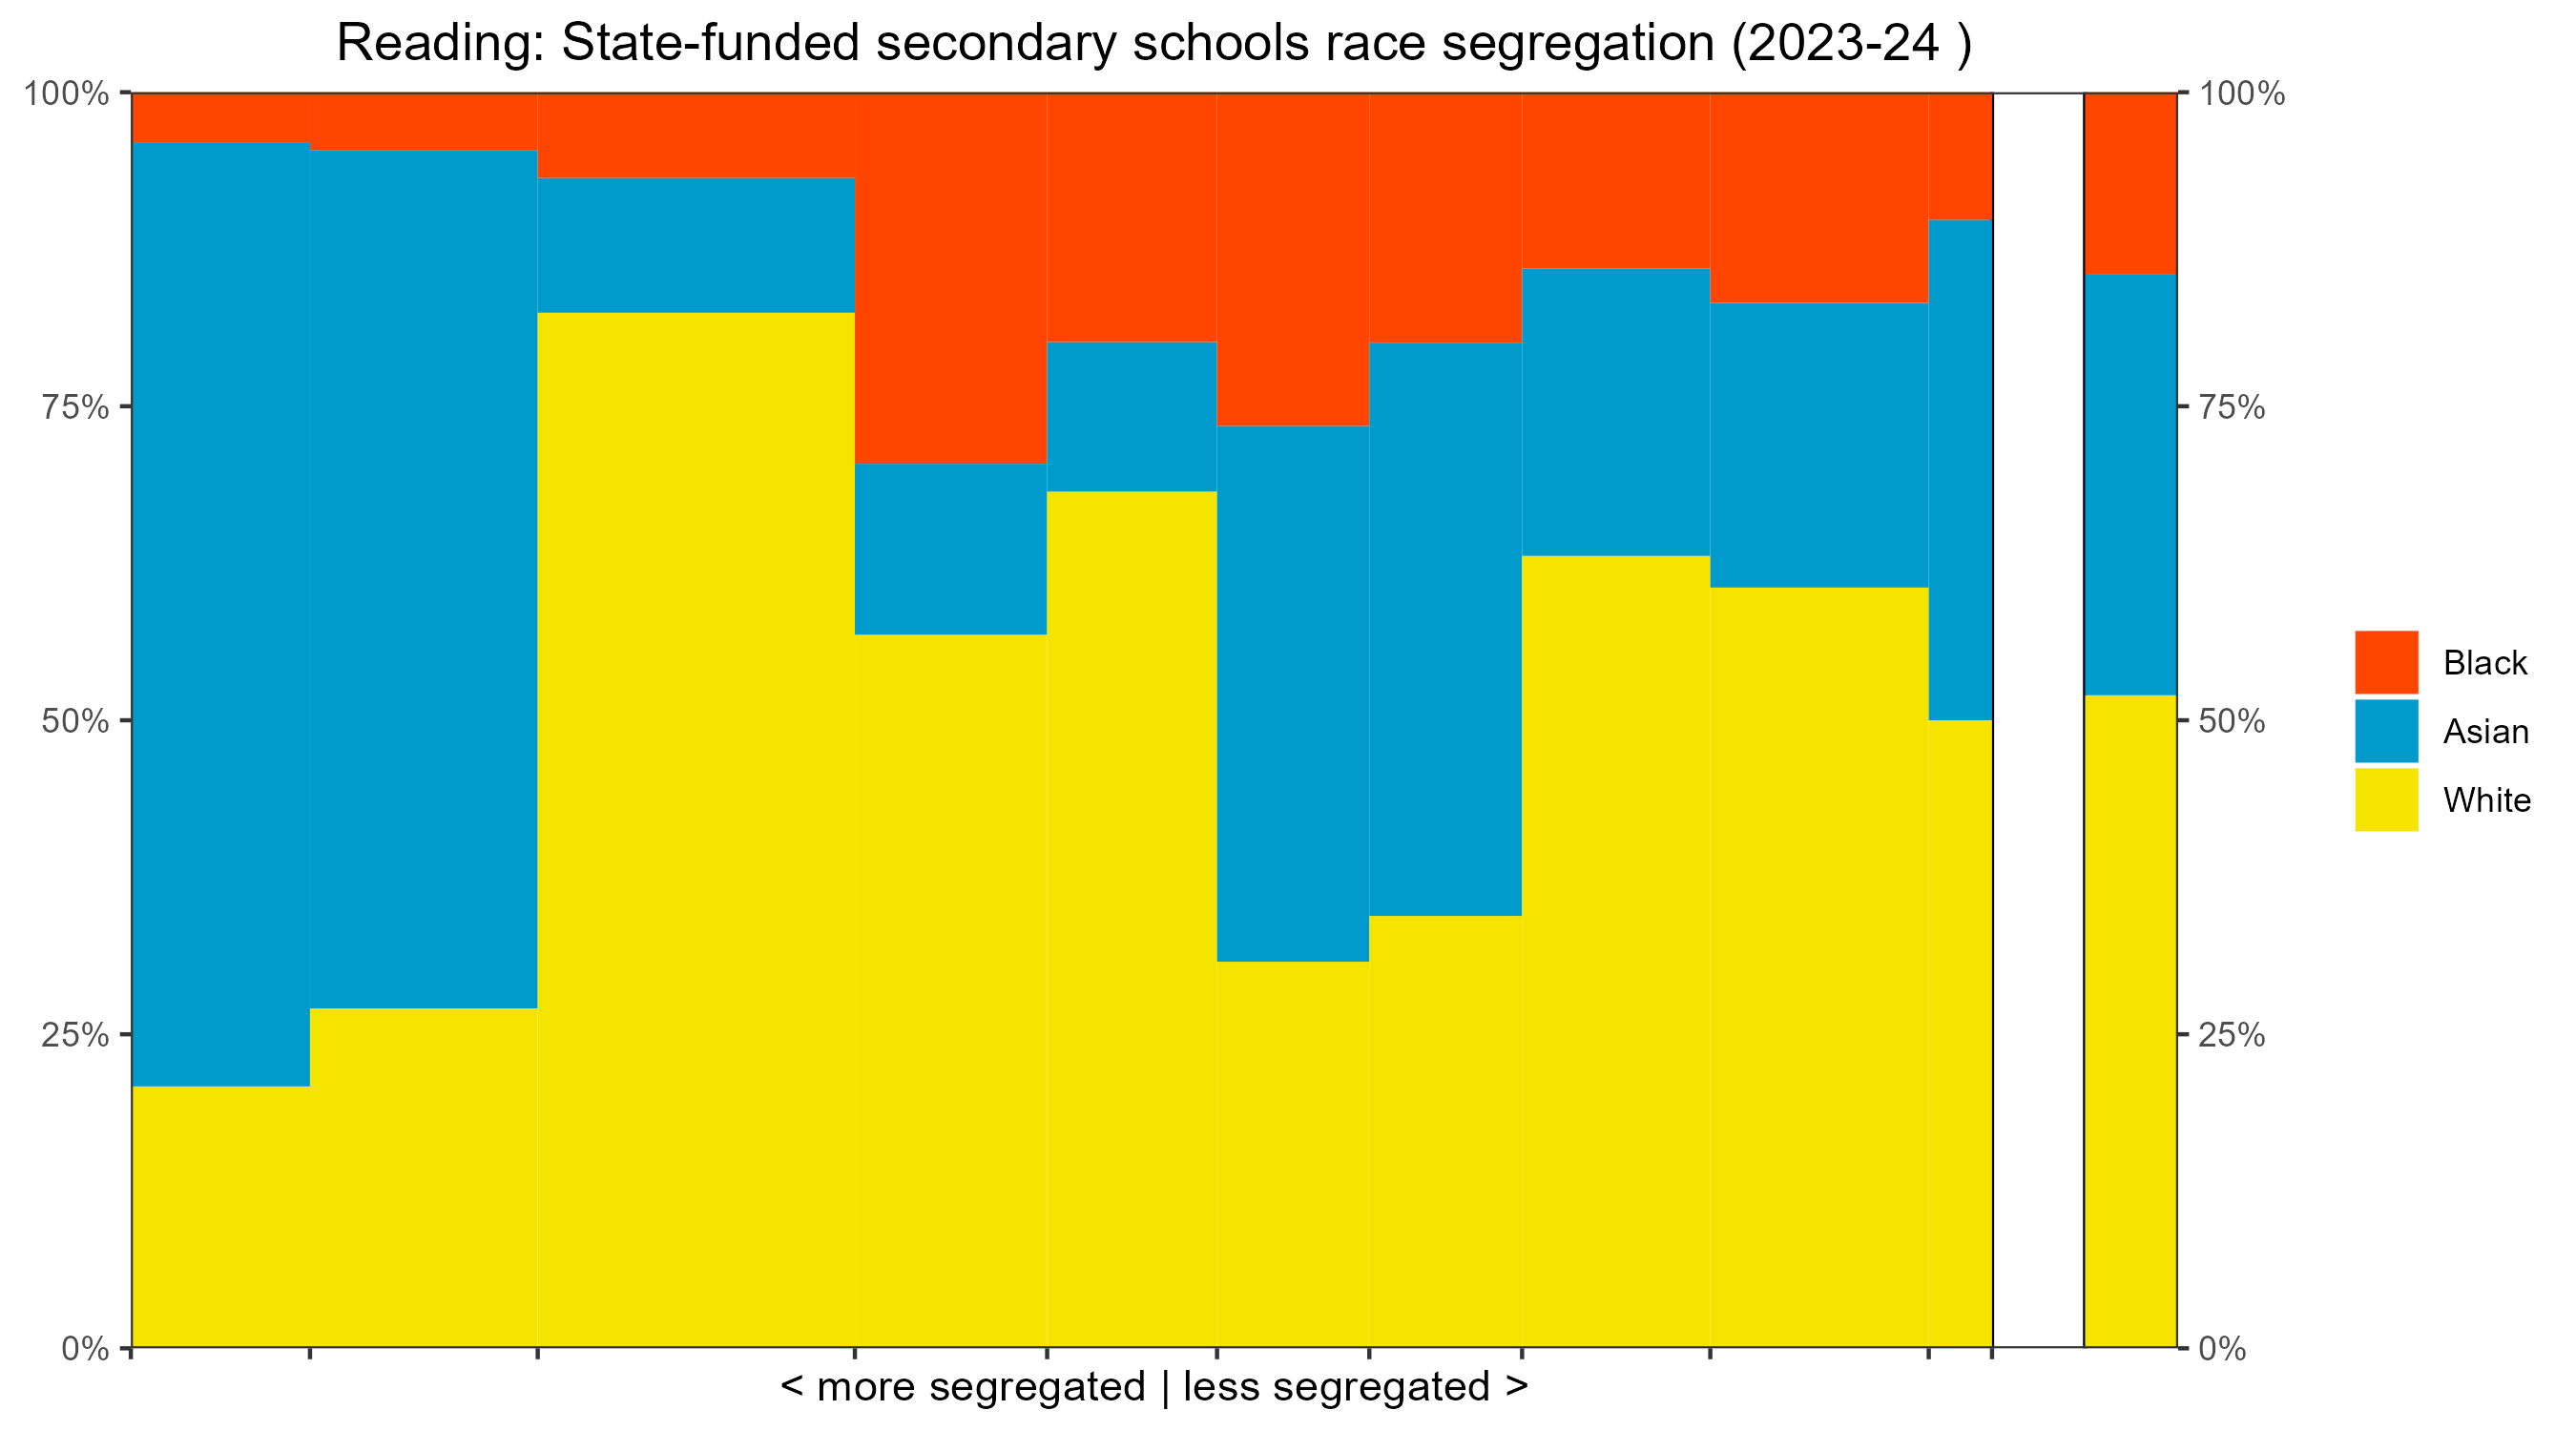 Reading: State-funded secondary schools race segregation (2023-24 )
100%
75%
50%
25%
0%
100%
75%
50%
25%
0%
Black
Asian
White
< more segregated | less segregated >